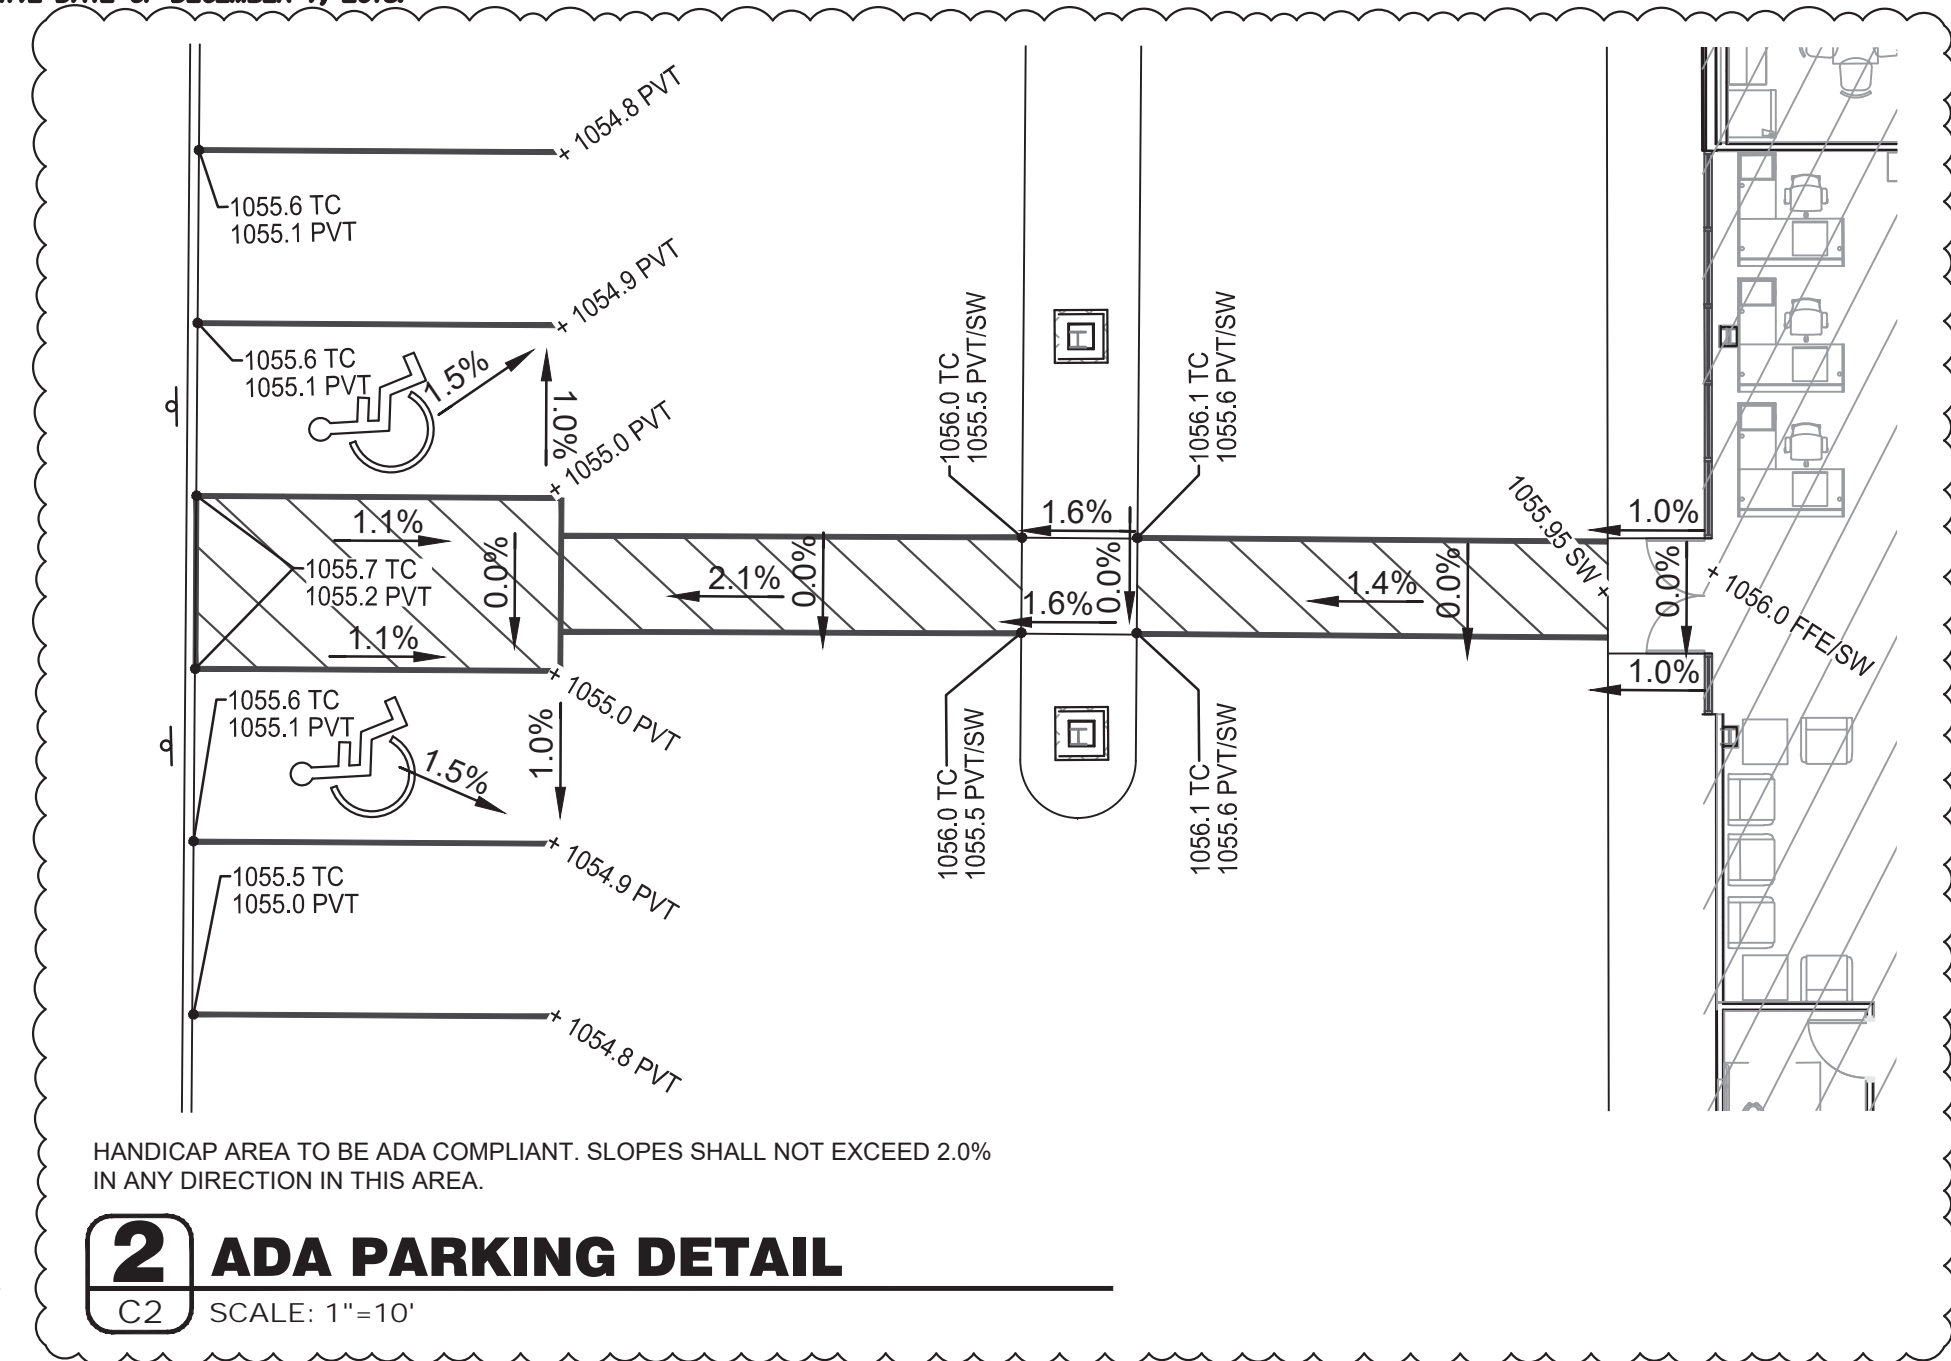 1054.8 PVT
1055.6 TC
1055.1 PVT
1054.9 PVT
1055.6 TC
1055.1 PVT
1.5%
1.0%
1055.0 PVT
1056.0 TC
1055.5 PVT/SW
1056.1 TC
1055.6 PVT/SW
1.1%
0.0%
1055.7 TC
1055.2 PVT
1.1%
2.1%
0.0%
1.6%
0.0%
1.6%
1.4%
0.0%
1055.95 SW
1.0%
0.0%
1056.0 FFE/SW
1.0%
1055.6 TC
1055.1 PVT
1.5%
1.0%
1055.0 PVT
1056.0 TC
1055.5 PVT/SW
1056.1 TC
1055.6 PVT/SW
1054.9 PVT
1055.5 TC
1055.0 PVT
1054.8 PVT
HANDICAP AREA TO BE ADA COMPLIANT. SLOPES SHALL NOT EXCEED 2.0%
IN ANY DIRECTION IN THIS AREA.
2
ADA PARKING DETAIL
C2
SCALE: 1"=10'